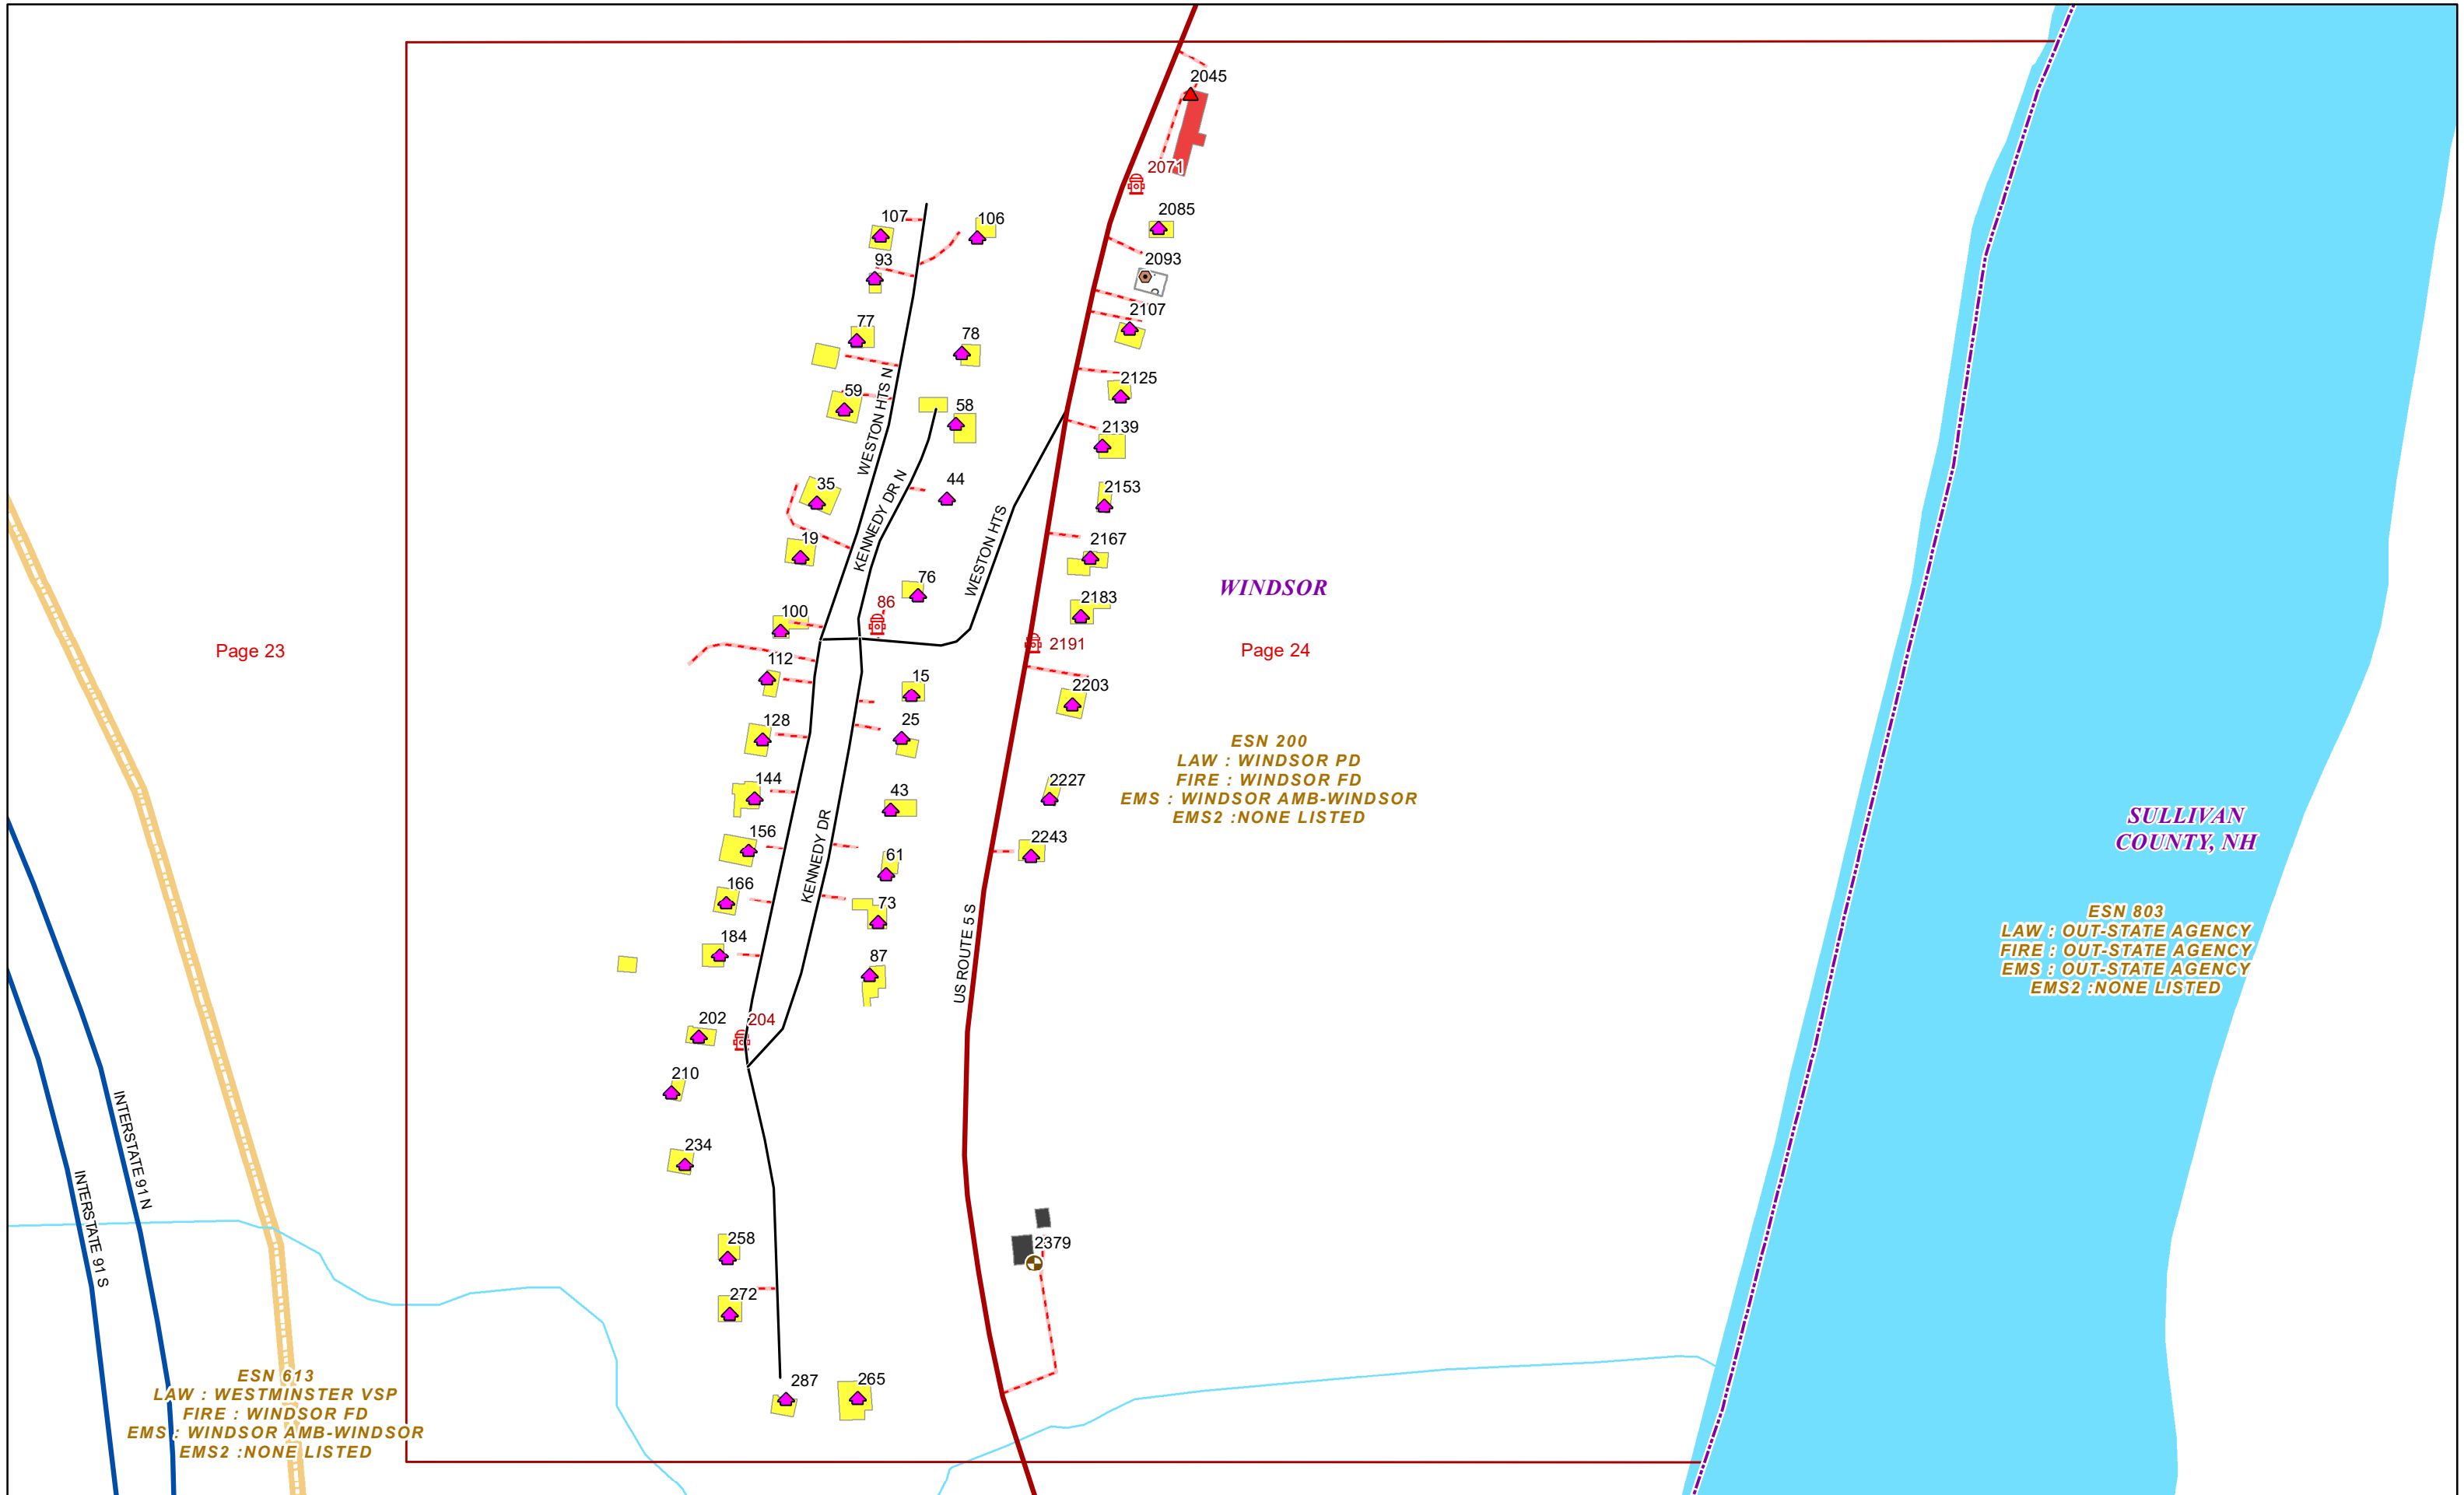 2045
2071
2085
107
106
2093
93
2107
77
78
2125
59
58
2139
WESTON HTS N
44
35
2153
KENNEDY DR N
19
2167
WESTON HTS
76
WINDSOR
86
2183
100
Page 23
2191
Page 24
112
15
2203
128
25
ESN 200
LAW : WINDSOR PD
FIRE : WINDSOR FD
EMS : WINDSOR AMB-WINDSOR
EMS2 :NONE LISTED
144
2227
43
SULLIVAN
COUNTY, NH
156
2243
KENNEDY DR
61
166
73
ESN 803
LAW : OUT-STATE AGENCY
FIRE : OUT-STATE AGENCY
EMS : OUT-STATE AGENCY
EMS2 :NONE LISTED
184
US ROUTE 5 S
87
202
204
210
INTERSTATE 91 N
234
INTERSTATE 91 S
258
2379
272
ESN 613
LAW : WESTMINSTER VSP
FIRE : WINDSOR FD
EMS : WINDSOR AMB-WINDSOR
EMS2 :NONE LISTED
287
265